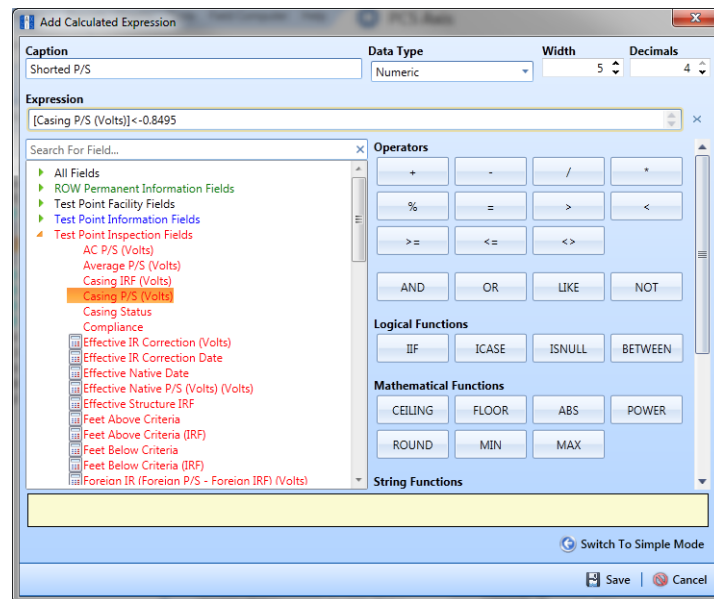 Add Calculated Expression
Caption
Data Type
Width
Decimals
Shorted P/S
Numeric
5
4
Expression
[Casing P/S (Volts)]<-0.8495
Search For Field...
All Fields
ROW Permanent Information Fields
Test Point Facility Fields
Test Point Information Fields
Test Point Inspection Fields
AC P/S (Volts)
Average P/S (Volts)
Casing IRF (Volts)
Casing P/S (Volts)
Casing Status
Compliance
Effective IR Correction (Volts)
Effective IR Correction Date
Effective Native Date
Effective Native P/S (Volts) (Volts)
Effective Structure IRF
Feet Above Criteria
Feet Above Criteria (IRF)
Feet Below Criteria
Feet Below Criteria (IRF)
Foreign IR (Foreign P/S - Foreign IRF) (Volts)
Operators
+ - / *
% = > <
>= <= <>
AND OR LIKE NOT
Logical Functions
IIF ICASE ISNULL BETWEEN
Mathematical Functions
CEILING FLOOR ABS POWER
ROUND MIN MAX
String Functions
Switch To Simple Mode
Save | Cancel